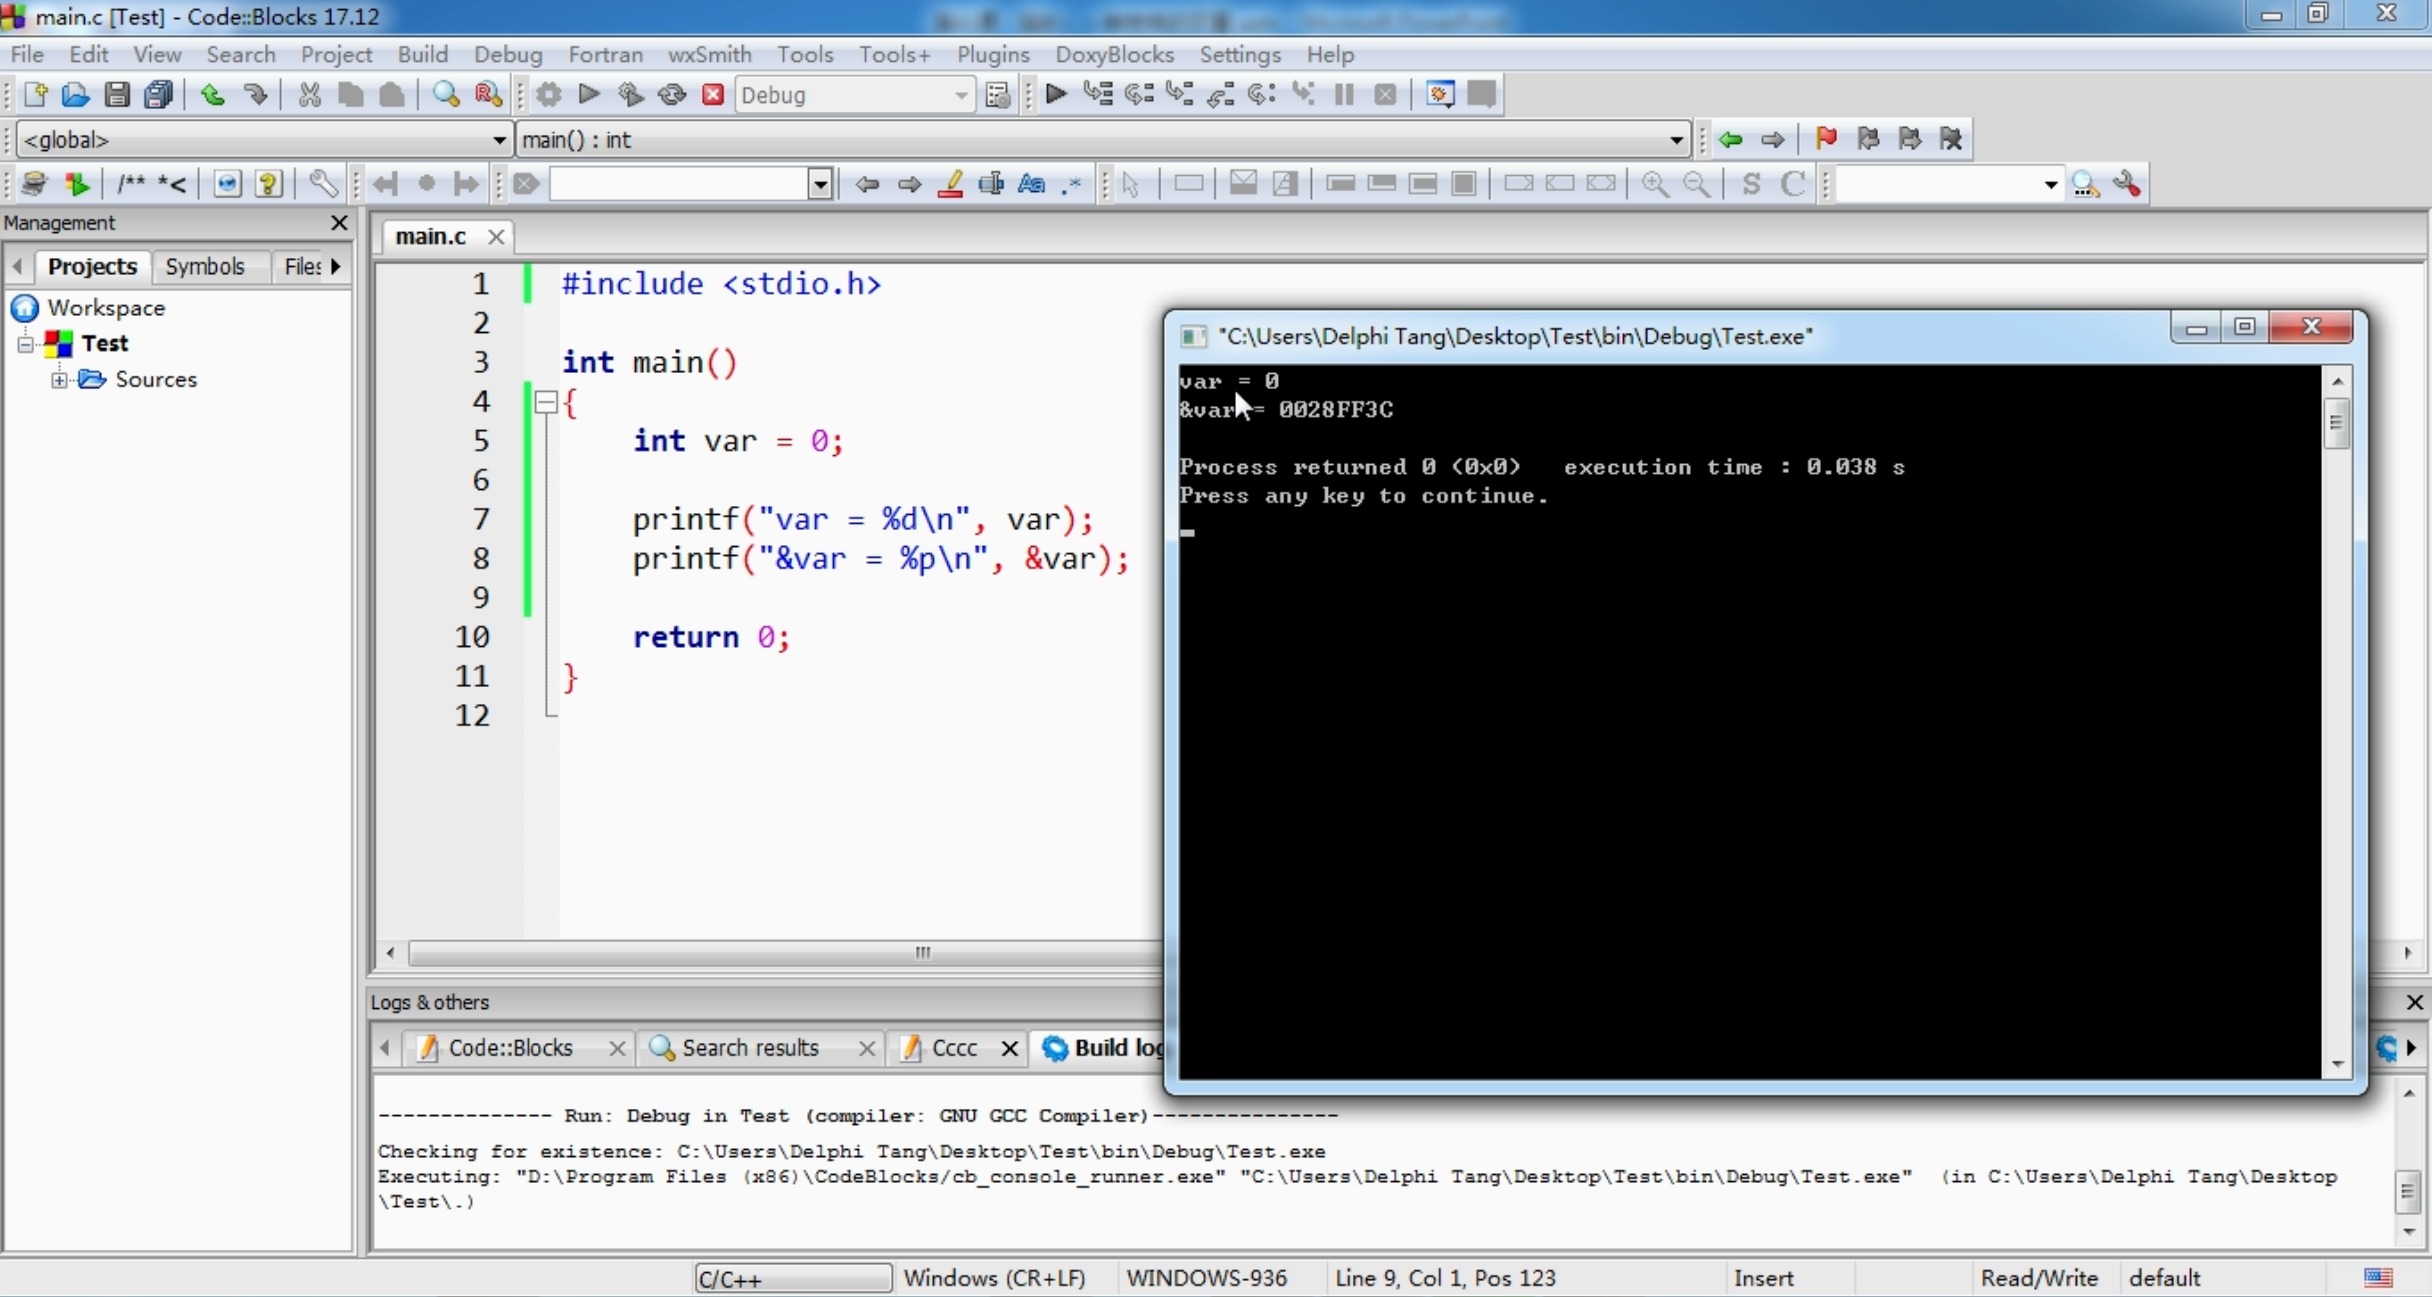 main.c [Test] - Code::Blocks 17.12
File Edit View Search Project Build Debug Fortran wxSmith Tools Tools+ Plugins DoxyBlocks Settings Help
Debug
<global> main() : int
/** *<
S C
Management
Projects Symbols Files
Workspace
Test
Sources
main.c
1 #include <stdio.h>
2
3 int main()
4 {
5 int var = 0;
6
7 printf("var = %d\n", var);
8 printf("&var = %p\n", &var);
9
10 return 0;
11 }
12
"C:\Users\Delphi Tang\Desktop\Test\bin\Debug\Test.exe"
var = 0
&var = 0028FF3C
Process returned 0 (0x0) execution time : 0.038 s
Press any key to continue.
Logs & others
Code::Blocks Search results Cccc Build log
-------------- Run: Debug in Test (compiler: GNU GCC Compiler)---------------
Checking for existence: C:\Users\Delphi Tang\Desktop\Test\bin\Debug\Test.exe
Executing: "D:\Program Files (x86)\CodeBlocks/cb_console_runner.exe" "C:\Users\Delphi Tang\Desktop\Test\bin\Debug\Test.exe" (in C:\Users\Delphi Tang\Desktop
\Test\.)
C/C++ Windows (CR+LF) WINDOWS-936 Line 9, Col 1, Pos 123 Insert Read/Write default